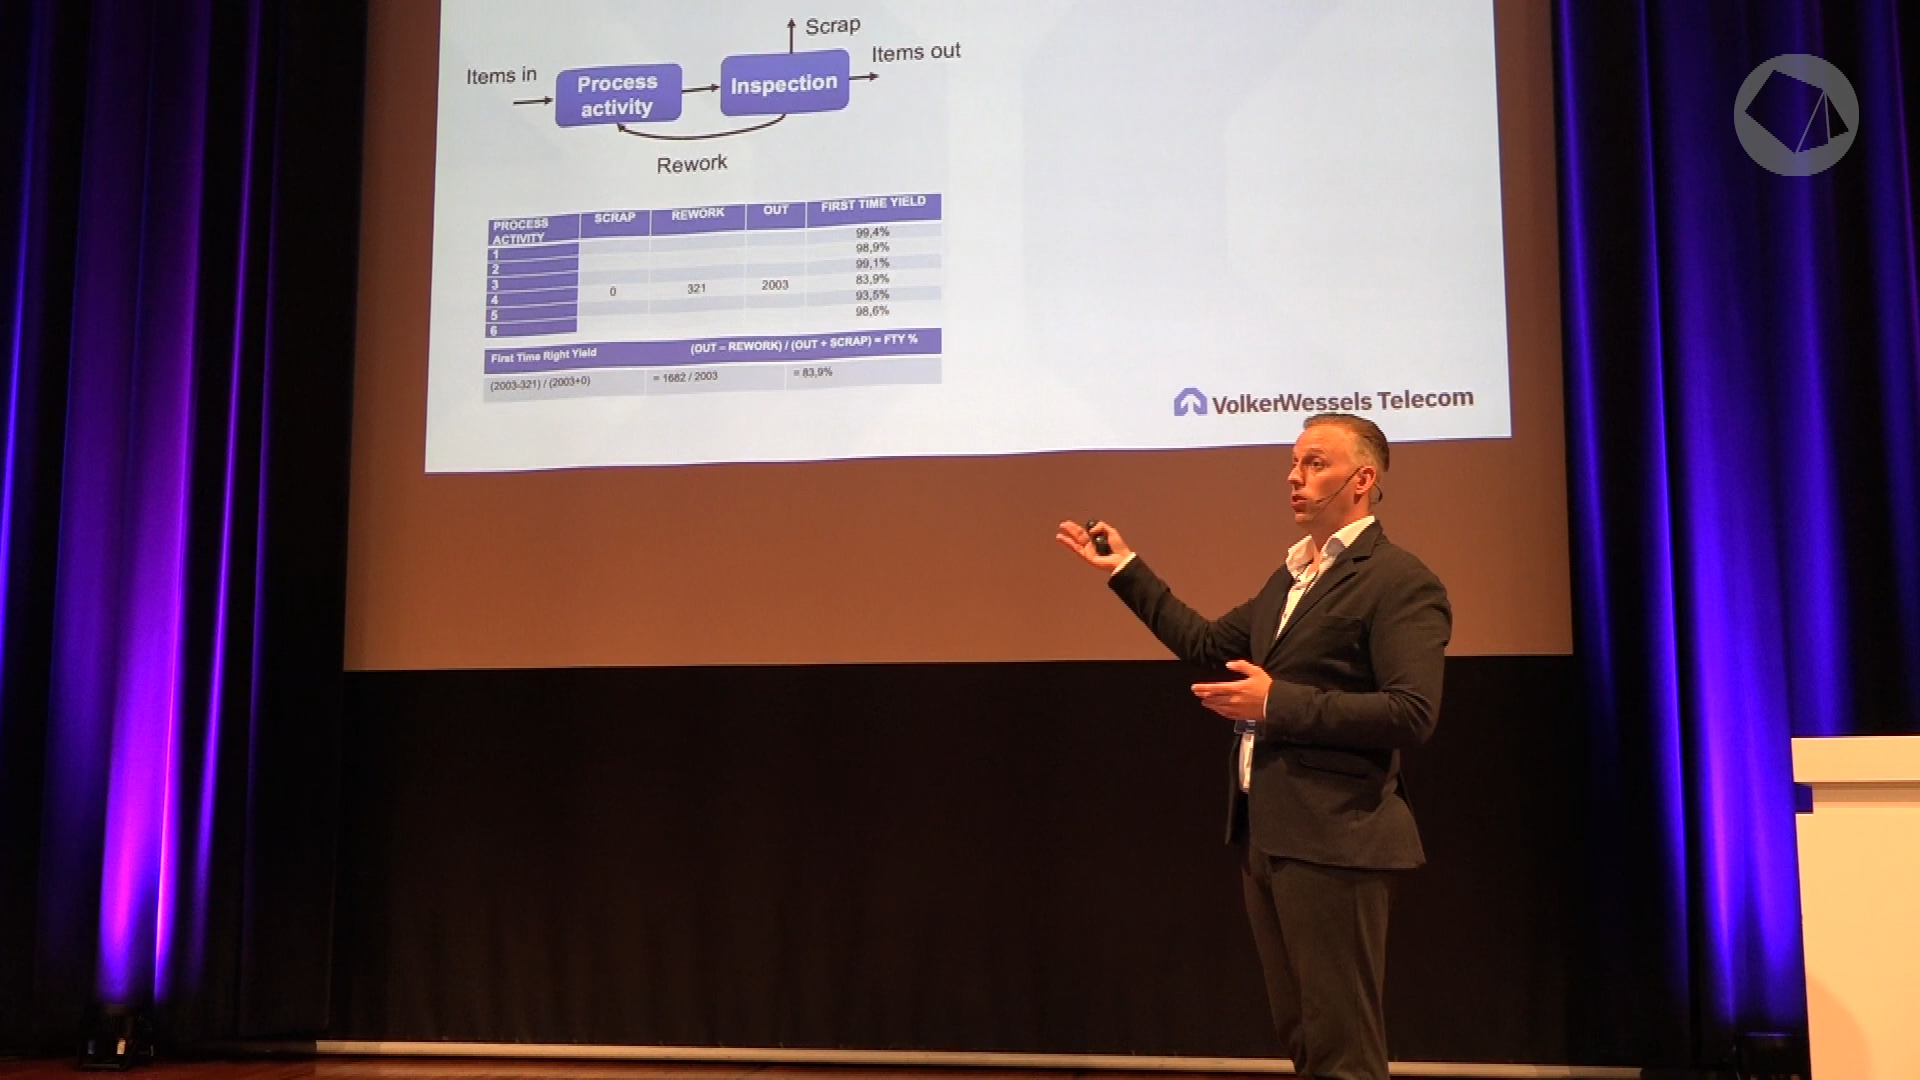 Scrap
Items in
Process activity
Inspection
Items out
Rework
PROCESS ACTIVITY SCRAP REWORK OUT FIRST TIME YIELD
1 99,4%
2 98,9%
3 99,1%
4 0 321 2003 83,9%
5 93,5%
6 98,6%
First Time Right Yield (OUT – REWORK) / (OUT + SCRAP) = FTY %
(2003-321) / (2003+0) = 1682 / 2003 = 83,9%
VolkerWessels Telecom